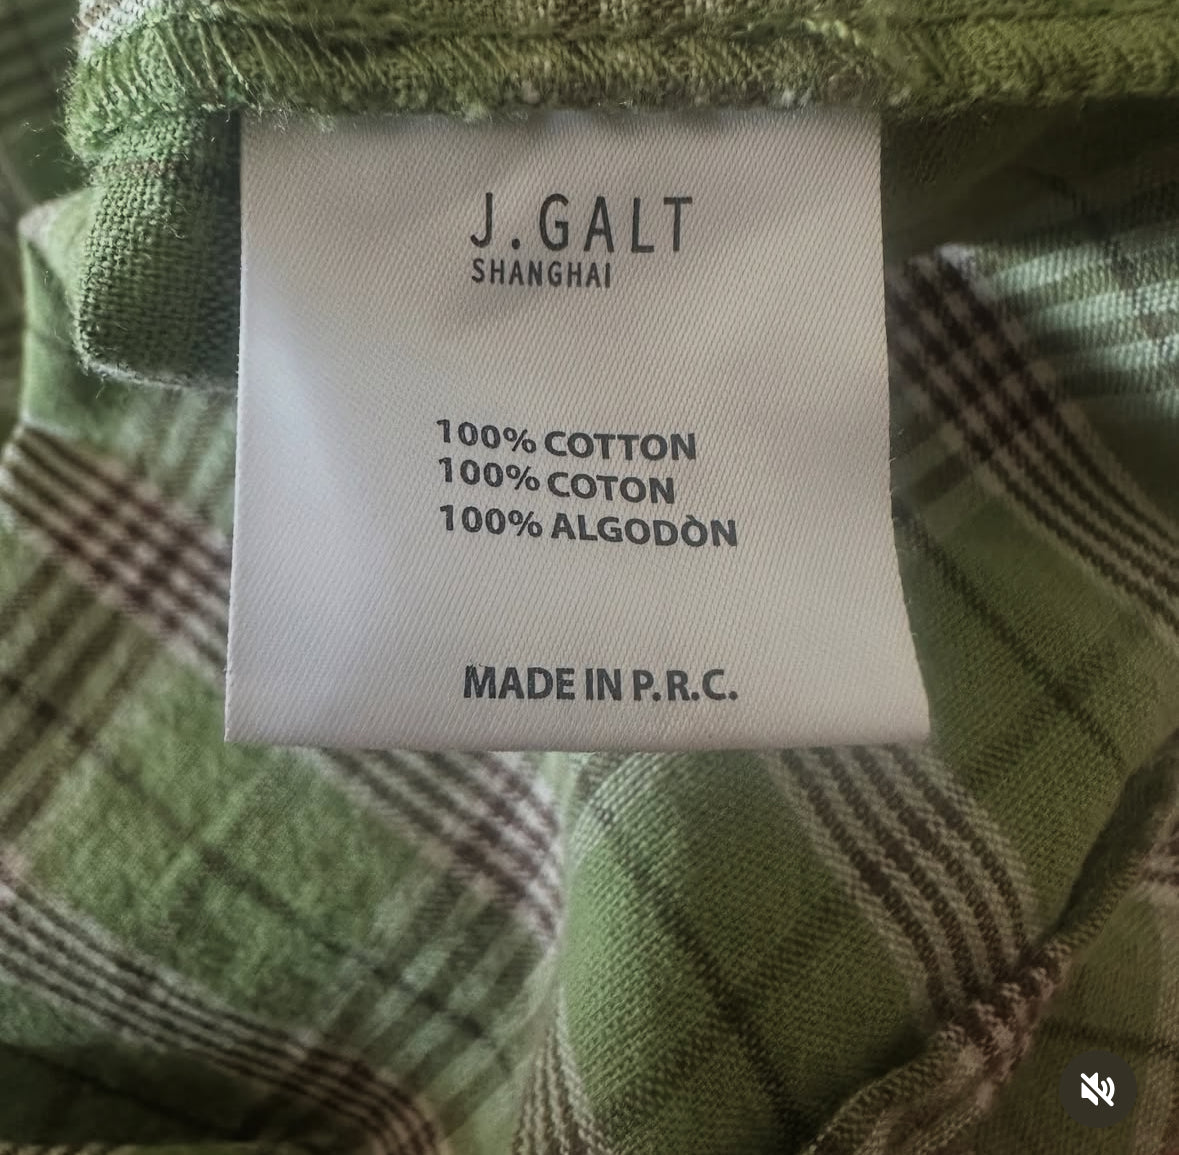 J.GALT
SHANGHAI
100% COTTON
100% COTON
100% ALGODÒN
MADE IN P.R.C.